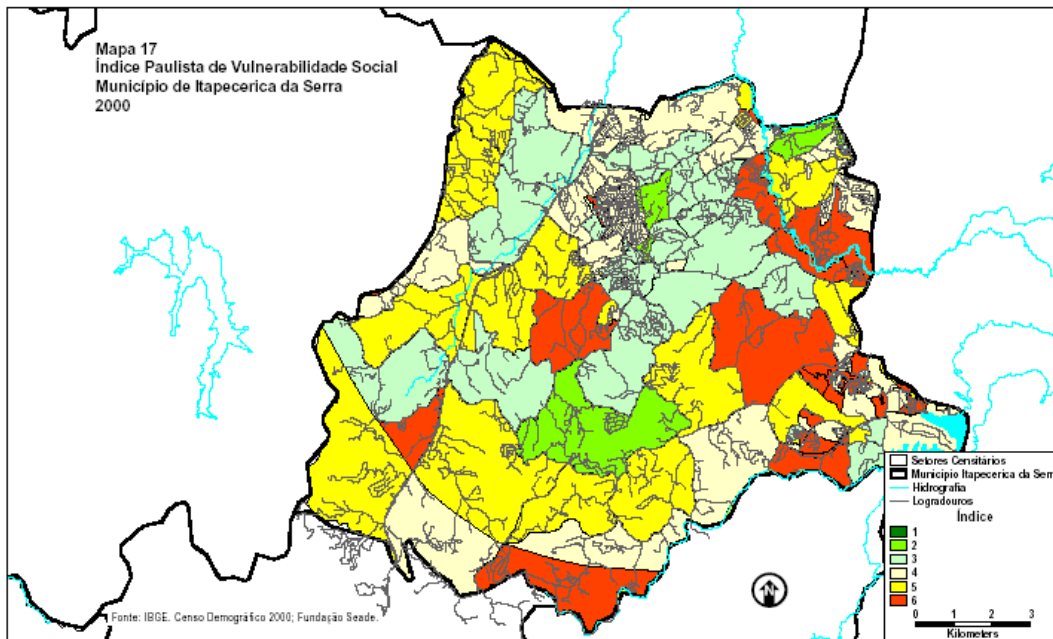 Mapa 17
Índice Paulista de Vulnerabilidade Social
Município de Itapecerica da Serra
2000
Setores Censitários
Município Itapecerica da Serr
Hidrografia
Logradouros
Índice
1
2
3
4
5
6
N
0 1 2 3
Kilometers
Fonte: IBGE. Censo Demográfico 2000; Fundação Seade.